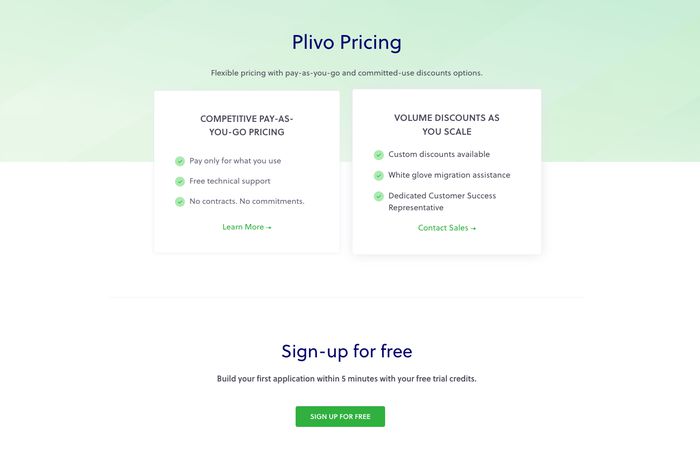 Plivo Pricing
Flexible pricing with pay-as-you-go and committed-use discounts options.
COMPETITIVE PAY-AS-
YOU-GO PRICING
Pay only for what you use
Free technical support
No contracts. No commitments.
Learn More →
VOLUME DISCOUNTS AS
YOU SCALE
Custom discounts available
White glove migration assistance
Dedicated Customer Success
Representative
Contact Sales →
Sign-up for free
Build your first application within 5 minutes with your free trial credits.
SIGN UP FOR FREE